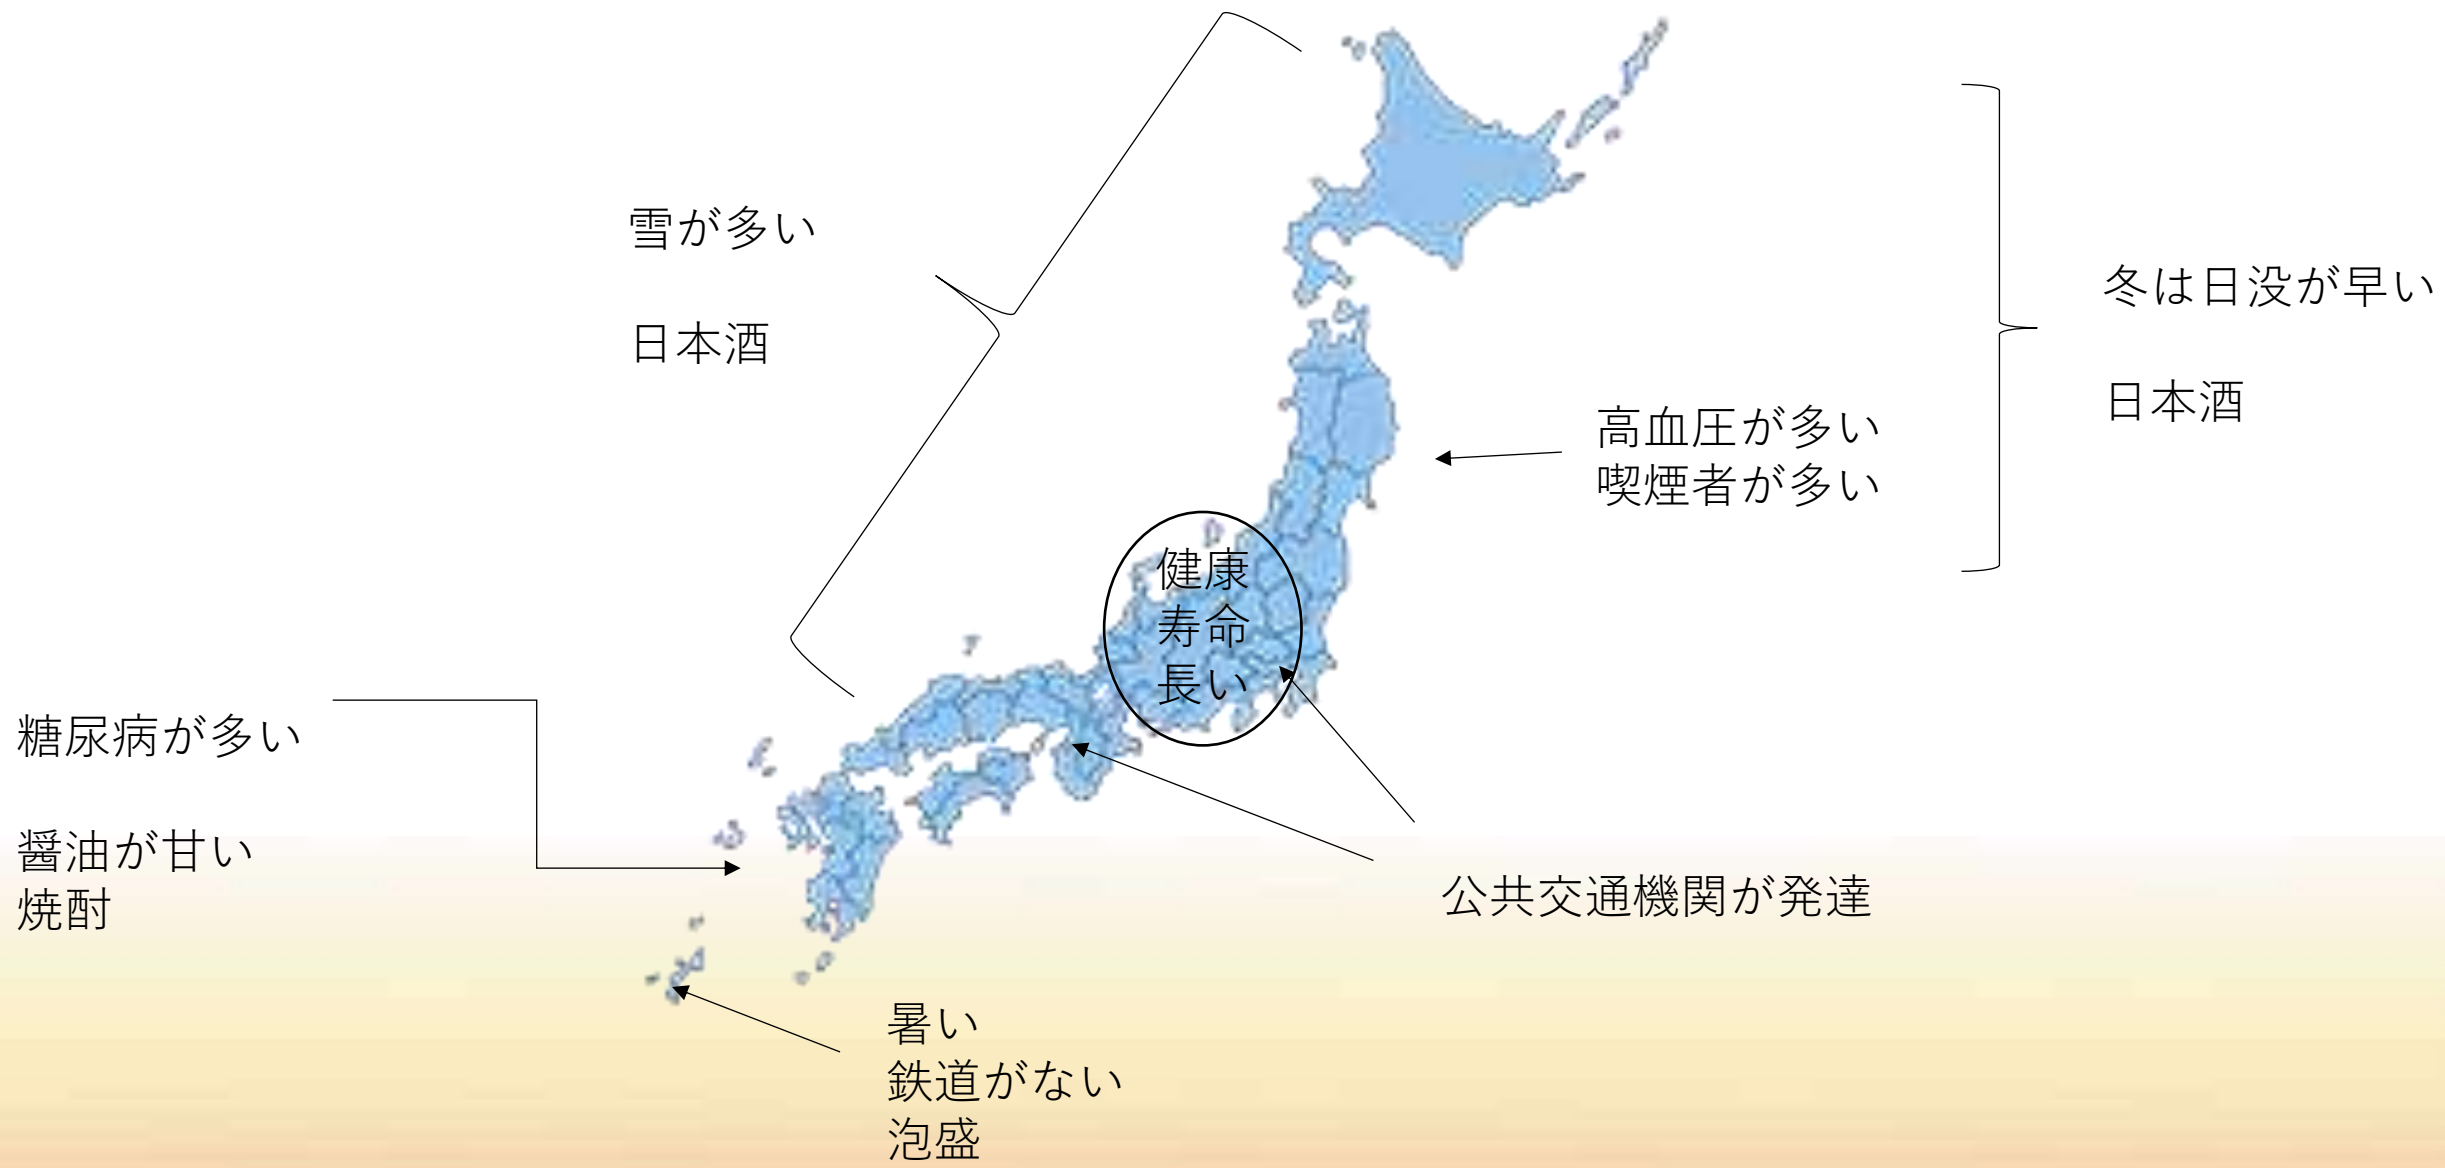 雪が多い
日本酒
冬は日没が早い
日本酒
高血圧が多い
喫煙者が多い
健康
寿命
長い
糖尿病が多い
醤油が甘い
焼酎
公共交通機関が発達
暑い
鉄道がない
泡盛